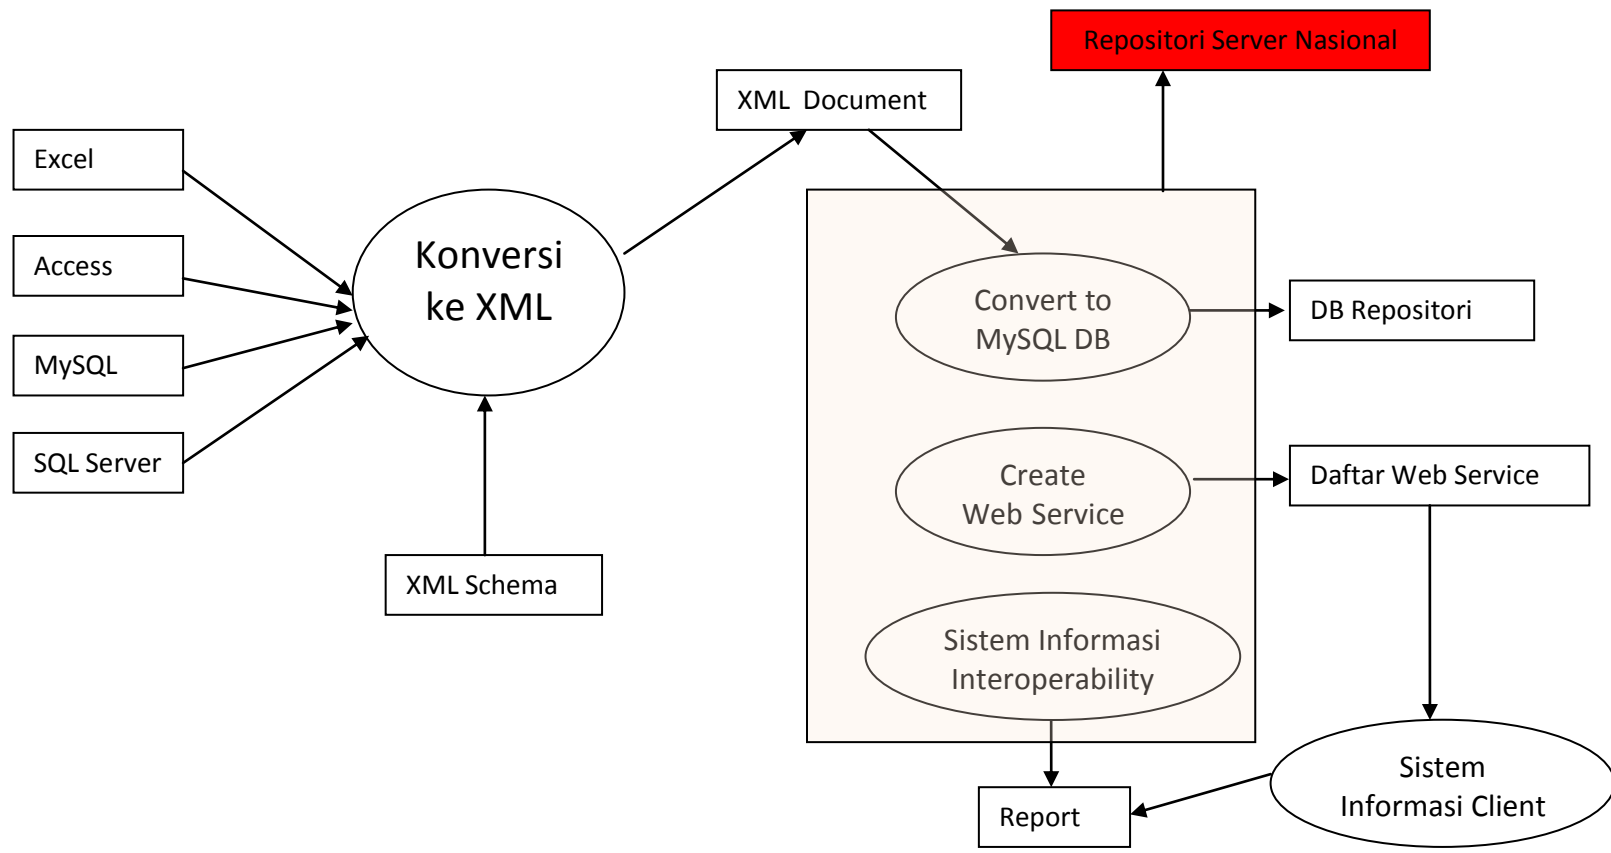 Repositori Server Nasional
XML Document
Excel
Access
MySQL
SQL Server
Konversi
ke XML
XML Schema
Convert to
MySQL DB
DB Repositori
Create
Web Service
Daftar Web Service
Sistem Informasi
Interoperability
Report
Sistem
Informasi Client